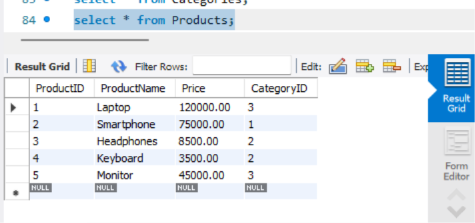 83 select * from Categories;
84 select * from Products;
Result Grid Filter Rows: Edit: Exp
ProductID ProductName Price CategoryID
1 Laptop 120000.00 3
2 Smartphone 75000.00 1
3 Headphones 8500.00 2
4 Keyboard 3500.00 2
5 Monitor 45000.00 3
NULL NULL NULL NULL
Result
Grid
Form
Editor